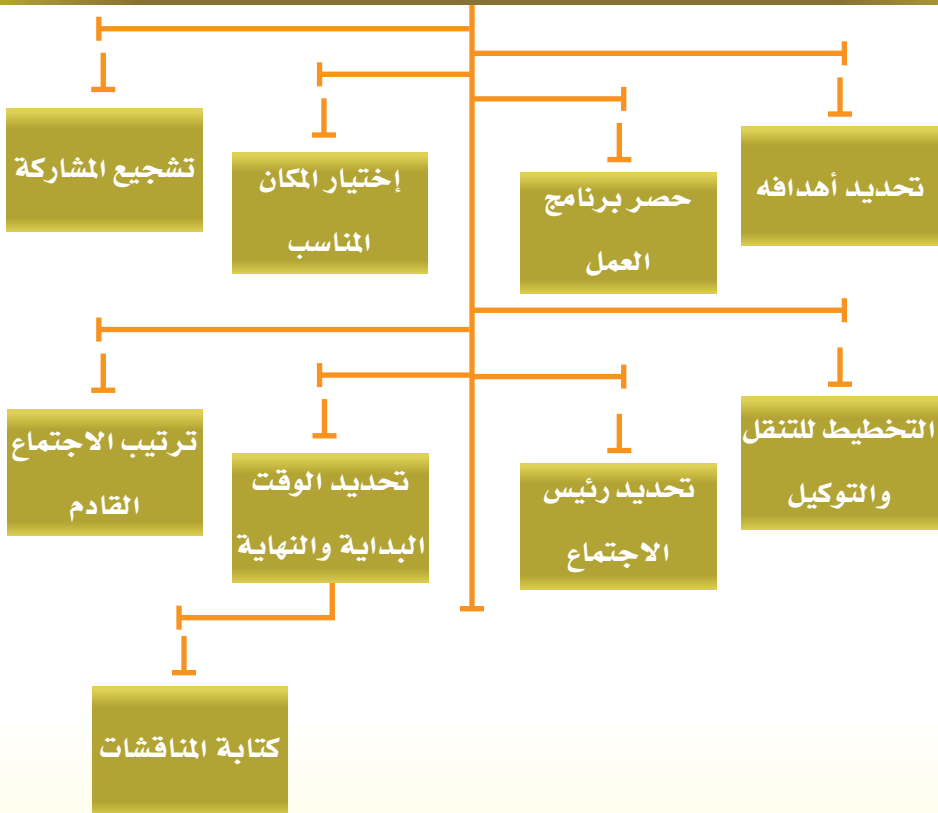 تحديد أهدافه
حصر برنامج
العمل
إختيار المكان
المناسب
تشجيع المشاركة
التخطيط للتنقل
والتوكيل
تحديد رئيس
الاجتماع
تحديد الوقت
البداية والنهاية
ترتيب الاجتماع
القادم
كتابة المناقشات